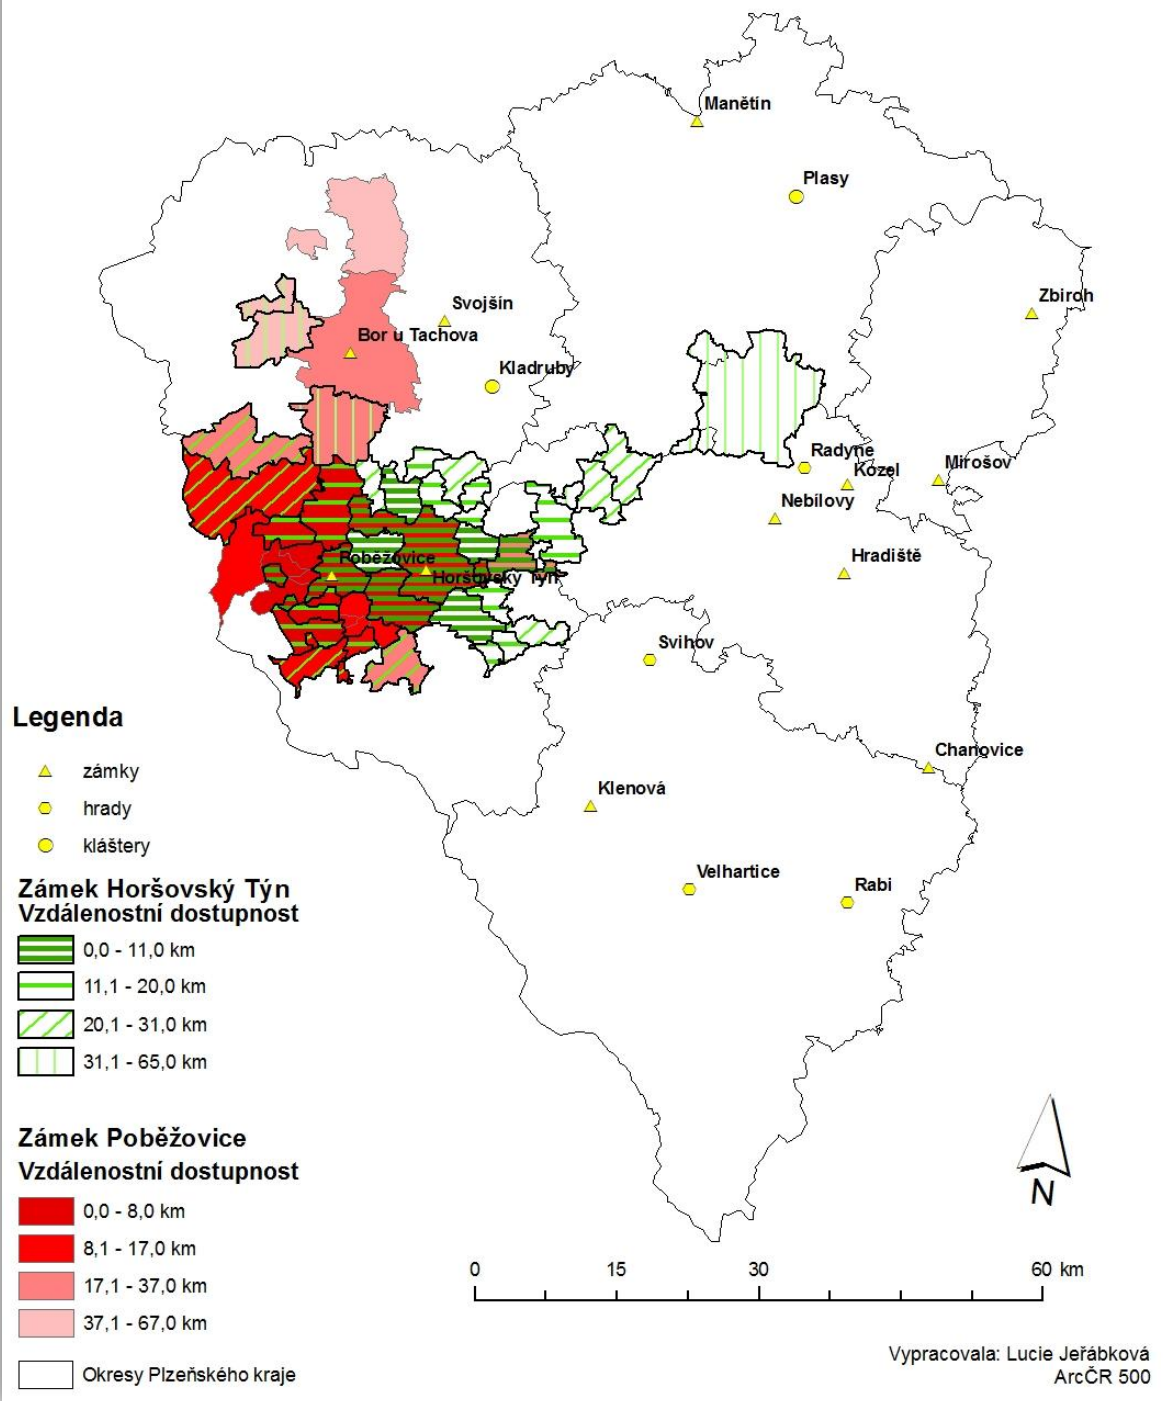 Manětín
Plasy
Zbiroh
Svojšín
Bor u Tachova
Kladruby
Radyne
Kozel
Mirošov
Nebílovy
Poběžovice
Horšovský Týn
Hradiště
Svihov
Chanovice
Klenová
Velhartice
Rabi
Legenda
zámky
hrady
kláštery
Zámek Horšovský Týn
Vzdálenostní dostupnost
0,0 - 11,0 km
11,1 - 20,0 km
20,1 - 31,0 km
31,1 - 65,0 km
Zámek Poběžovice
Vzdálenostní dostupnost
0,0 - 8,0 km
8,1 - 17,0 km
17,1 - 37,0 km
37,1 - 67,0 km
Okresy Plzeňského kraje
N
0 15 30 60 km
Vypracovala: Lucie Jeřábková
ArcČR 500